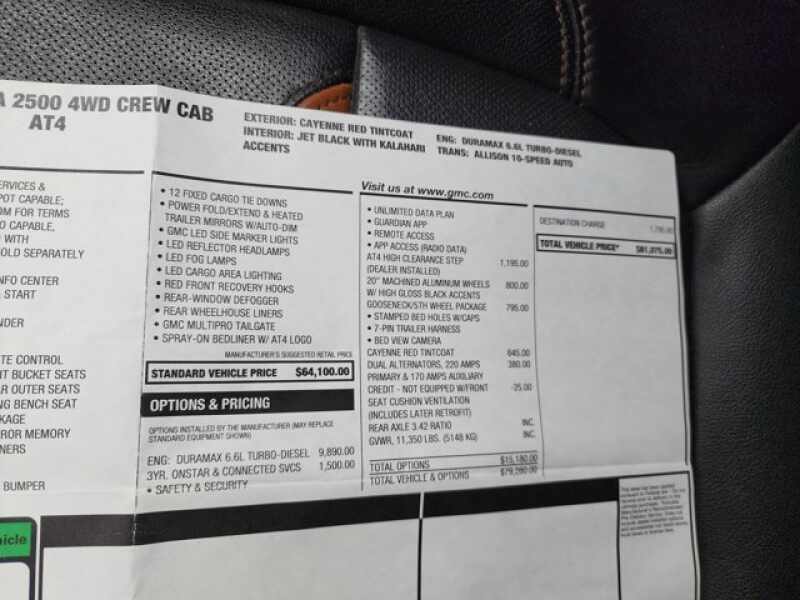 A 2500 4WD CREW CAB
AT4
EXTERIOR: CAYENNE RED TINTCOAT
INTERIOR: JET BLACK WITH KALAHARI
ACCENTS
ENG: DURAMAX 6.6L TURBO-DIESEL
TRANS: ALLISON 10-SPEED AUTO
ERVICES &
POT CAPABLE;
OM FOR TERMS
O CAPABLE,
D WITH
OLD SEPARATELY
NFO CENTER
START
NDER
TE CONTROL
T BUCKET SEATS
R OUTER SEATS
NG BENCH SEAT
KAGE
ROR MEMORY
NERS
BUMPER
hicle
• 12 FIXED CARGO TIE DOWNS
• POWER FOLD/EXTEND & HEATED
TRAILER MIRRORS W/AUTO-DIM
• GMC LED SIDE MARKER LIGHTS
• LED REFLECTOR HEADLAMPS
• LED FOG LAMPS
• LED CARGO AREA LIGHTING
• RED FRONT RECOVERY HOOKS
• REAR-WINDOW DEFOGGER
• REAR WHEELHOUSE LINERS
• GMC MULTIPRO TAILGATE
• SPRAY-ON BEDLINER W/ AT4 LOGO
MANUFACTURER'S SUGGESTED RETAIL PRICE
STANDARD VEHICLE PRICE $64,100.00
OPTIONS & PRICING
OPTIONS INSTALLED BY THE MANUFACTURER (MAY REPLACE
STANDARD EQUIPMENT SHOWN)
ENG: DURAMAX 6.6L TURBO-DIESEL 9,890.00
3YR. ONSTAR & CONNECTED SVCS 1,500.00
• SAFETY & SECURITY
Visit us at www.gmc.com
• UNLIMITED DATA PLAN
• GUARDIAN APP
• REMOTE ACCESS
• APP ACCESS (RADIO DATA)
AT4 HIGH CLEARANCE STEP 1,195.00
(DEALER INSTALLED)
20" MACHINED ALUMINUM WHEELS 800.00
W/ HIGH GLOSS BLACK ACCENTS
GOOSENECK/5TH WHEEL PACKAGE 795.00
• STAMPED BED HOLES W/CAPS
• 7-PIN TRAILER HARNESS
• BED VIEW CAMERA
CAYENNE RED TINTCOAT 645.00
DUAL ALTERNATORS, 220 AMPS 380.00
PRIMARY & 170 AMPS AUXILIARY
CREDIT - NOT EQUIPPED W/FRONT -25.00
SEAT CUSHION VENTILATION
(INCLUDES LATER RETROFIT)
REAR AXLE 3.42 RATIO INC.
GVWR, 11,350 LBS. (5148 KG) INC.
TOTAL OPTIONS $15,180.00
TOTAL VEHICLE & OPTIONS $79,280.00
DESTINATION CHARGE 1,795.00
TOTAL VEHICLE PRICE* $81,075.00